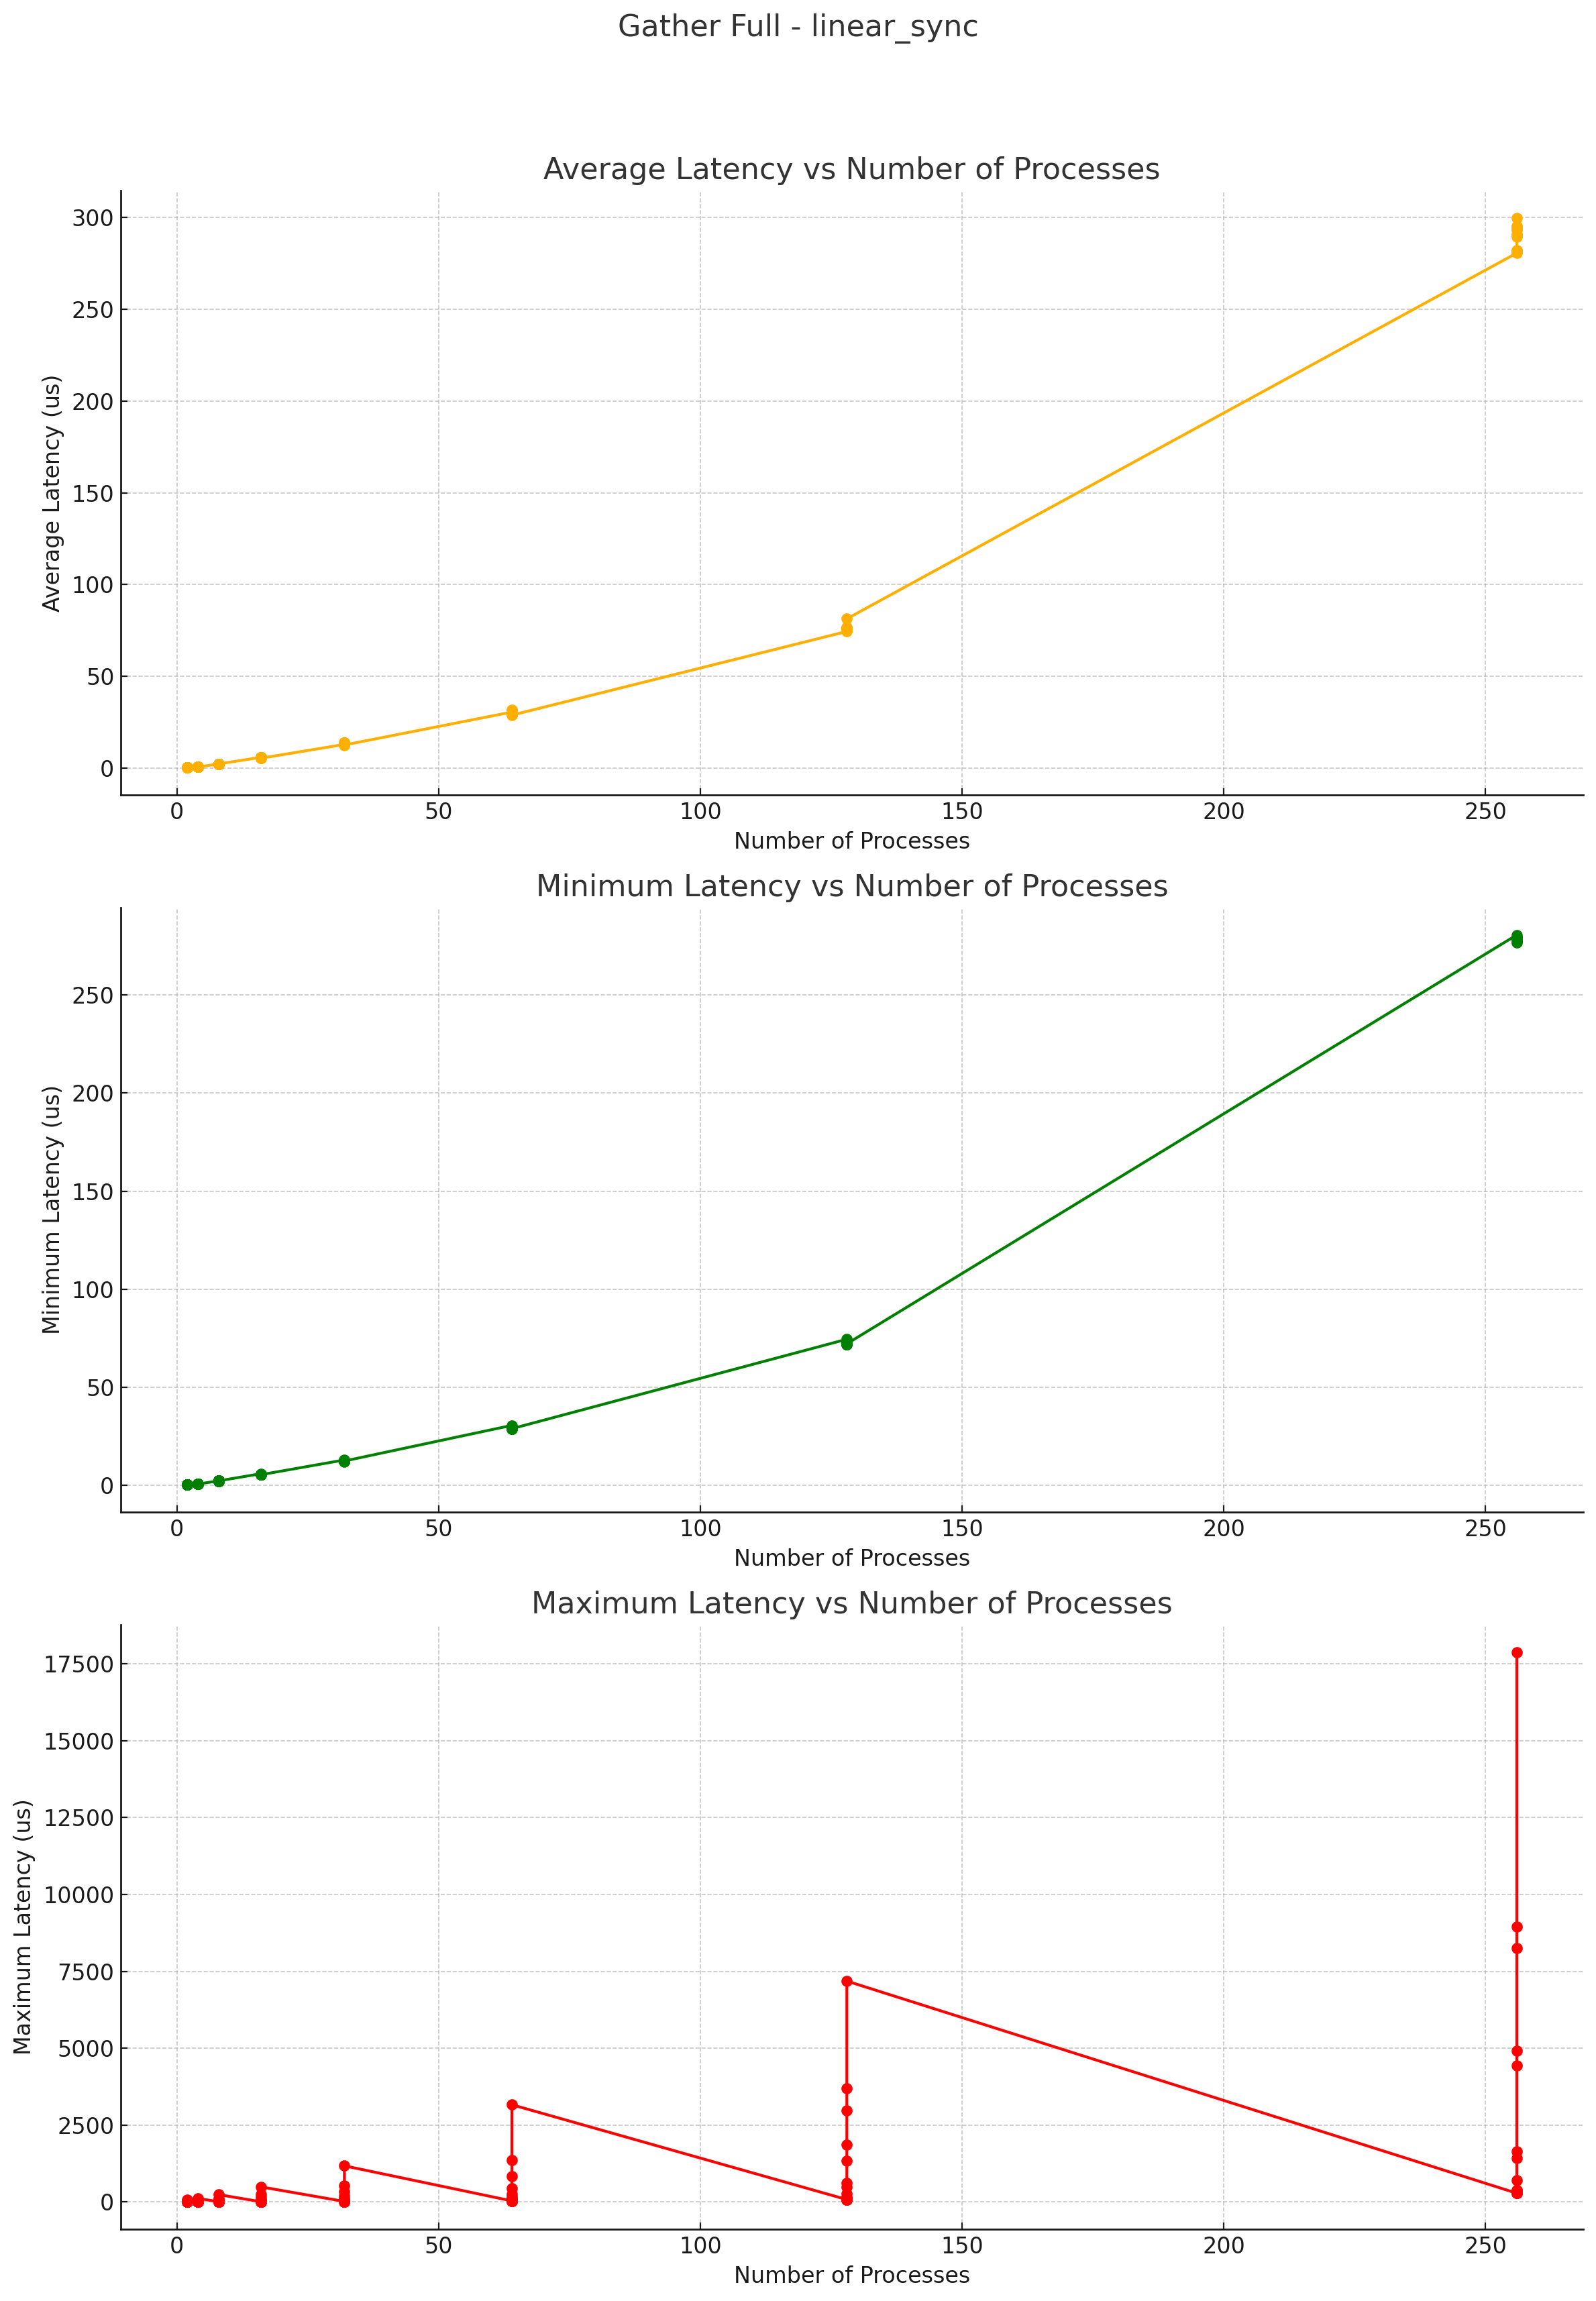 Gather Full - linear_sync
Average Latency vs Number of Processes
300
250
200
150
100
50
0
Average Latency (us)
0 50 100 150 200 250
Number of Processes
Minimum Latency vs Number of Processes
250
200
150
100
50
0
Minimum Latency (us)
0 50 100 150 200 250
Number of Processes
Maximum Latency vs Number of Processes
17500
15000
12500
10000
7500
5000
2500
0
Maximum Latency (us)
0 50 100 150 200 250
Number of Processes